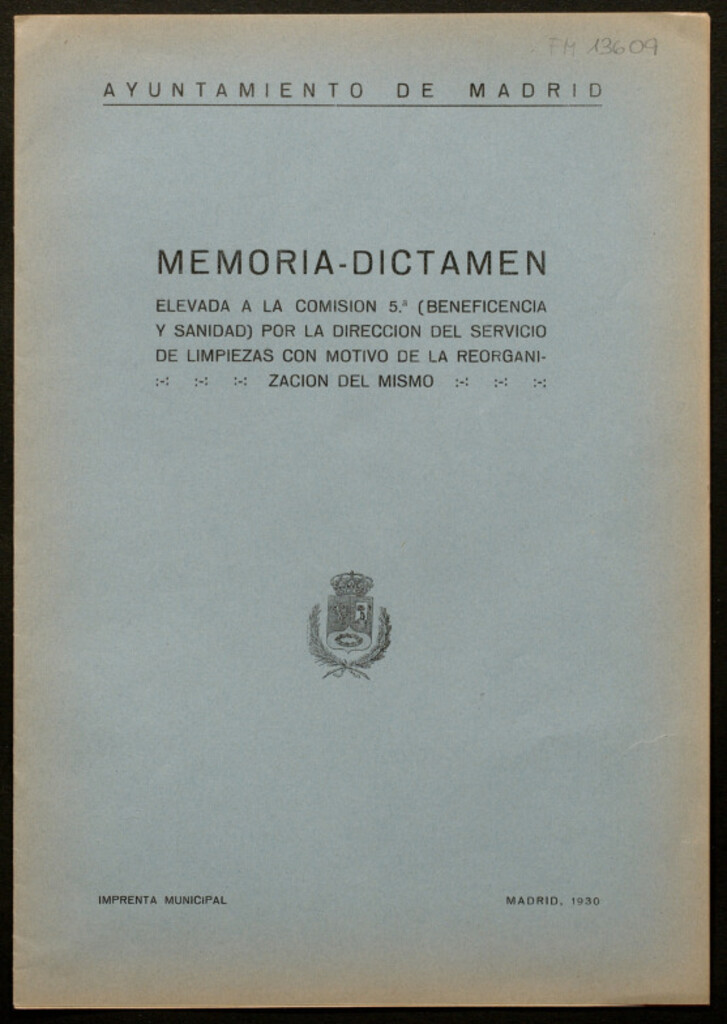 FM 13609
AYUNTAMIENTO DE MADRID
MEMORIA-DICTAMEN
ELEVADA A LA COMISION 5.ª (BENEFICENCIA
Y SANIDAD) POR LA DIRECCION DEL SERVICIO
DE LIMPIEZAS CON MOTIVO DE LA REORGANI-
:-: :-: :-: ZACION DEL MISMO :-: :-: :-:
IMPRENTA MUNICIPAL
MADRID, 1930